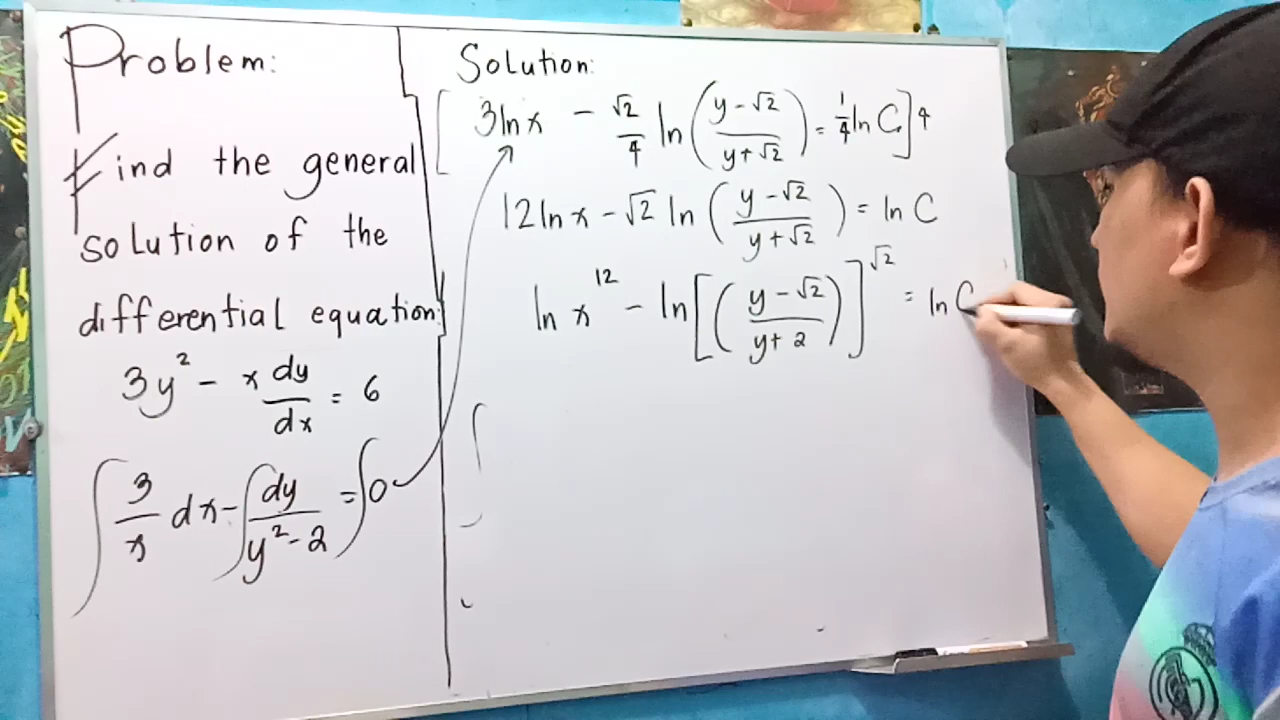 Problem:
Find the general
solution of the
differential equation:
3y² - x dy/dx = 6
∫ 3/x dx - ∫ dy/(y² - 2) = ∫ 0
Solution:
[ 3 ln x - √2/4 ln ( (y - √2)/(y + √2) ) = 1/4 ln C ] 4
12 ln x - √2 ln ( (y - √2)/(y + √2) ) = ln C
ln x¹² - ln [ ( (y - √2)/(y + 2) ) ]^√2 = ln C